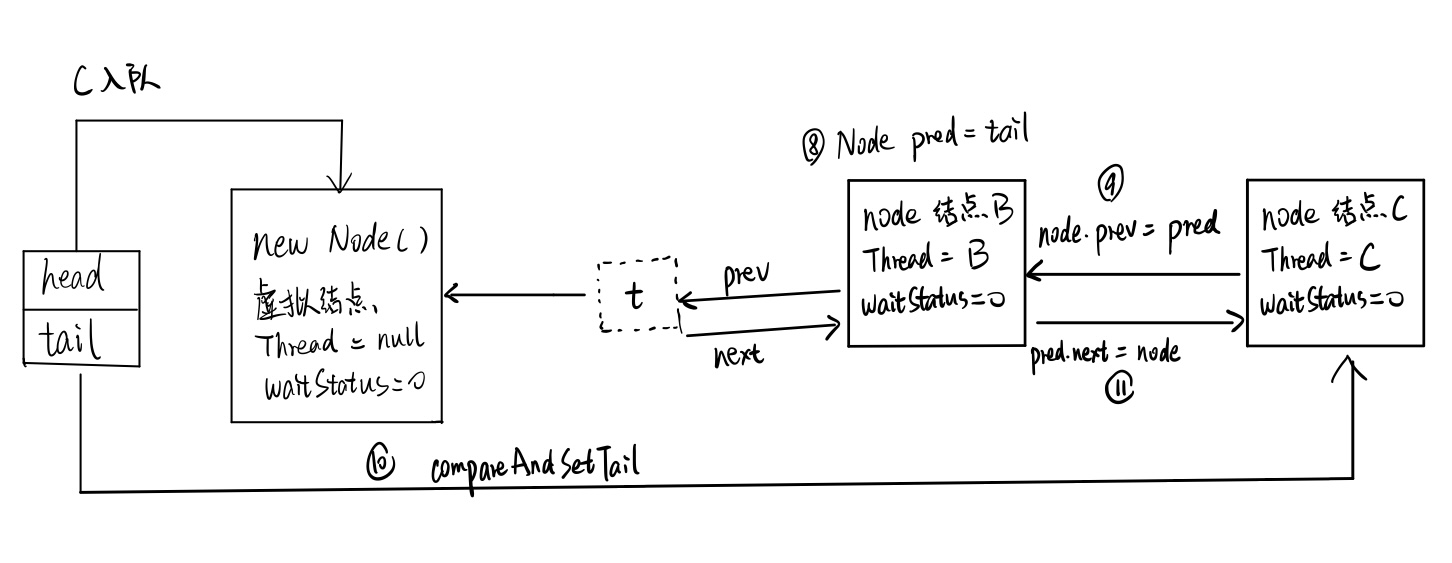 C入队
⑧ Node pred = tail
head
tail
new Node()
虚拟结点、
Thread = null
waitStatus=0
t
prev
next
node 结点、B
Thread = B
waitStatus=0
⑨
node.prev = pred
pred.next = node
⑪
node 结点、C
Thread = C
waitStatus=0
⑩ compareAndSetTail